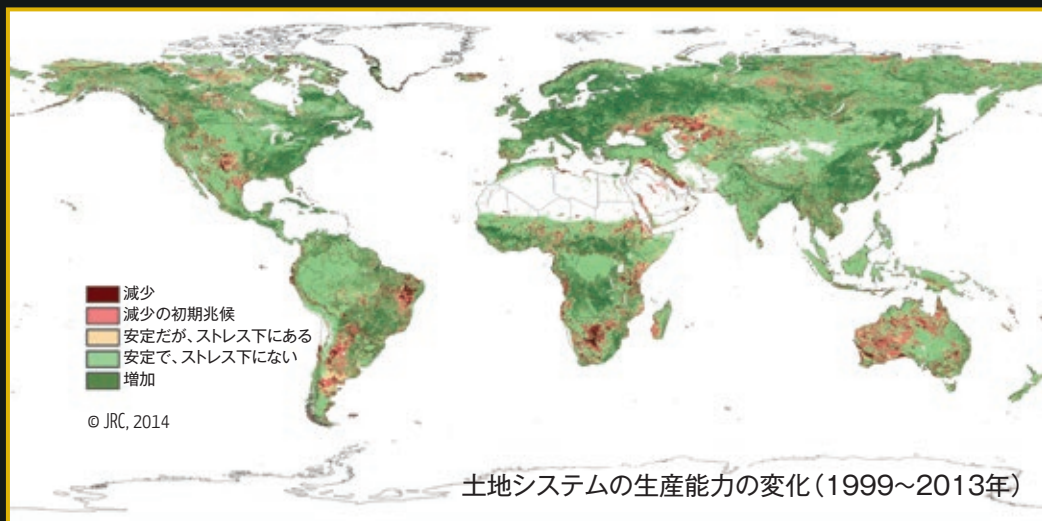 減少
減少の初期兆候
安定だが、ストレス下にある
安定で、ストレス下にない
増加
© JRC, 2014
土地システムの生産能力の変化（1999～2013年）